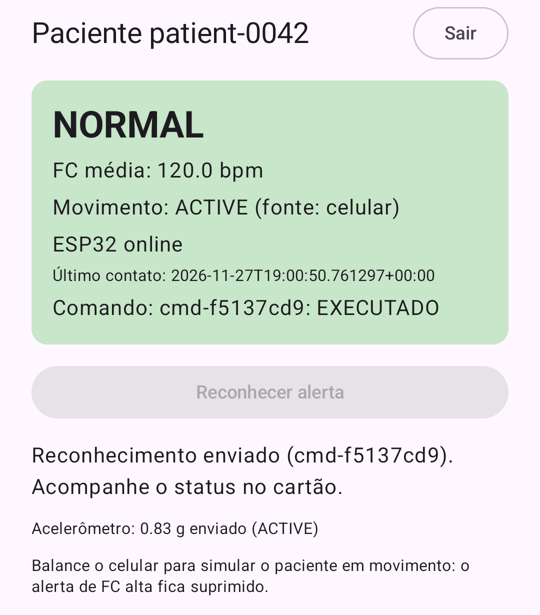 Paciente patient-0042
Sair
NORMAL
FC média: 120.0 bpm
Movimento: ACTIVE (fonte: celular)
ESP32 online
Último contato: 2026-11-27T19:00:50.761297+00:00
Comando: cmd-f5137cd9: EXECUTADO
Reconhecer alerta
Reconhecimento enviado (cmd-f5137cd9).
Acompanhe o status no cartão.
Acelerômetro: 0.83 g enviado (ACTIVE)
Balance o celular para simular o paciente em movimento: o
alerta de FC alta fica suprimido.